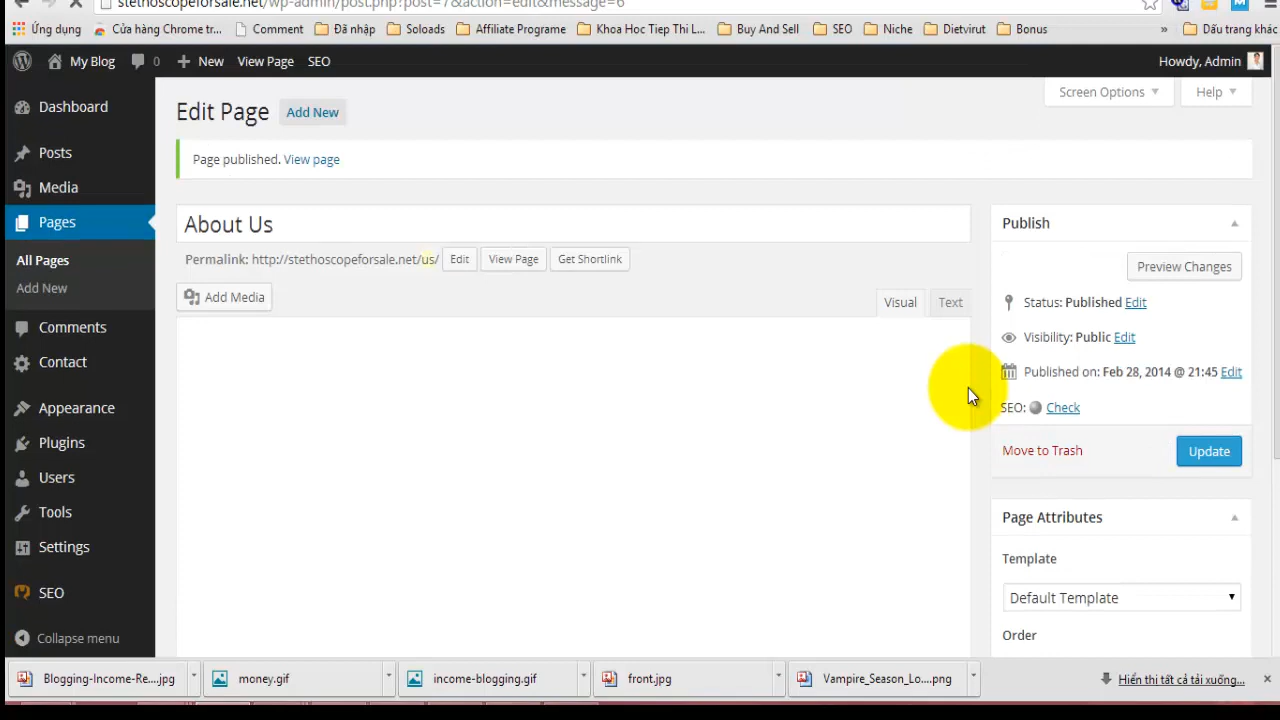 stethoscopeforsale.net/wp-admin/post.php?post=7&action=edit&message=6
Ứng dụng Cửa hàng Chrome tr... Comment Đã nhập Soloads Affiliate Programe Khoa Hoc Tiep Thi L... Buy And Sell SEO Niche Dietvirut Bonus » Dấu trang khác
My Blog 0 New View Page SEO Howdy, Admin
Screen Options Help
Dashboard
Posts
Media
Pages
All Pages
Add New
Comments
Contact
Appearance
Plugins
Users
Tools
Settings
SEO
Collapse menu
Edit Page Add New
Page published. View page
About Us
Permalink: http://stethoscopeforsale.net/us/ Edit View Page Get Shortlink
Add Media Visual Text
Publish
Preview Changes
Status: Published Edit
Visibility: Public Edit
Published on: Feb 28, 2014 @ 21:45 Edit
SEO: Check
Move to Trash Update
Page Attributes
Template
Default Template
Order
Blogging-Income-Re....jpg money.gif income-blogging.gif front.jpg Vampire_Season_Lo....png Hiển thị tất cả tải xuống...